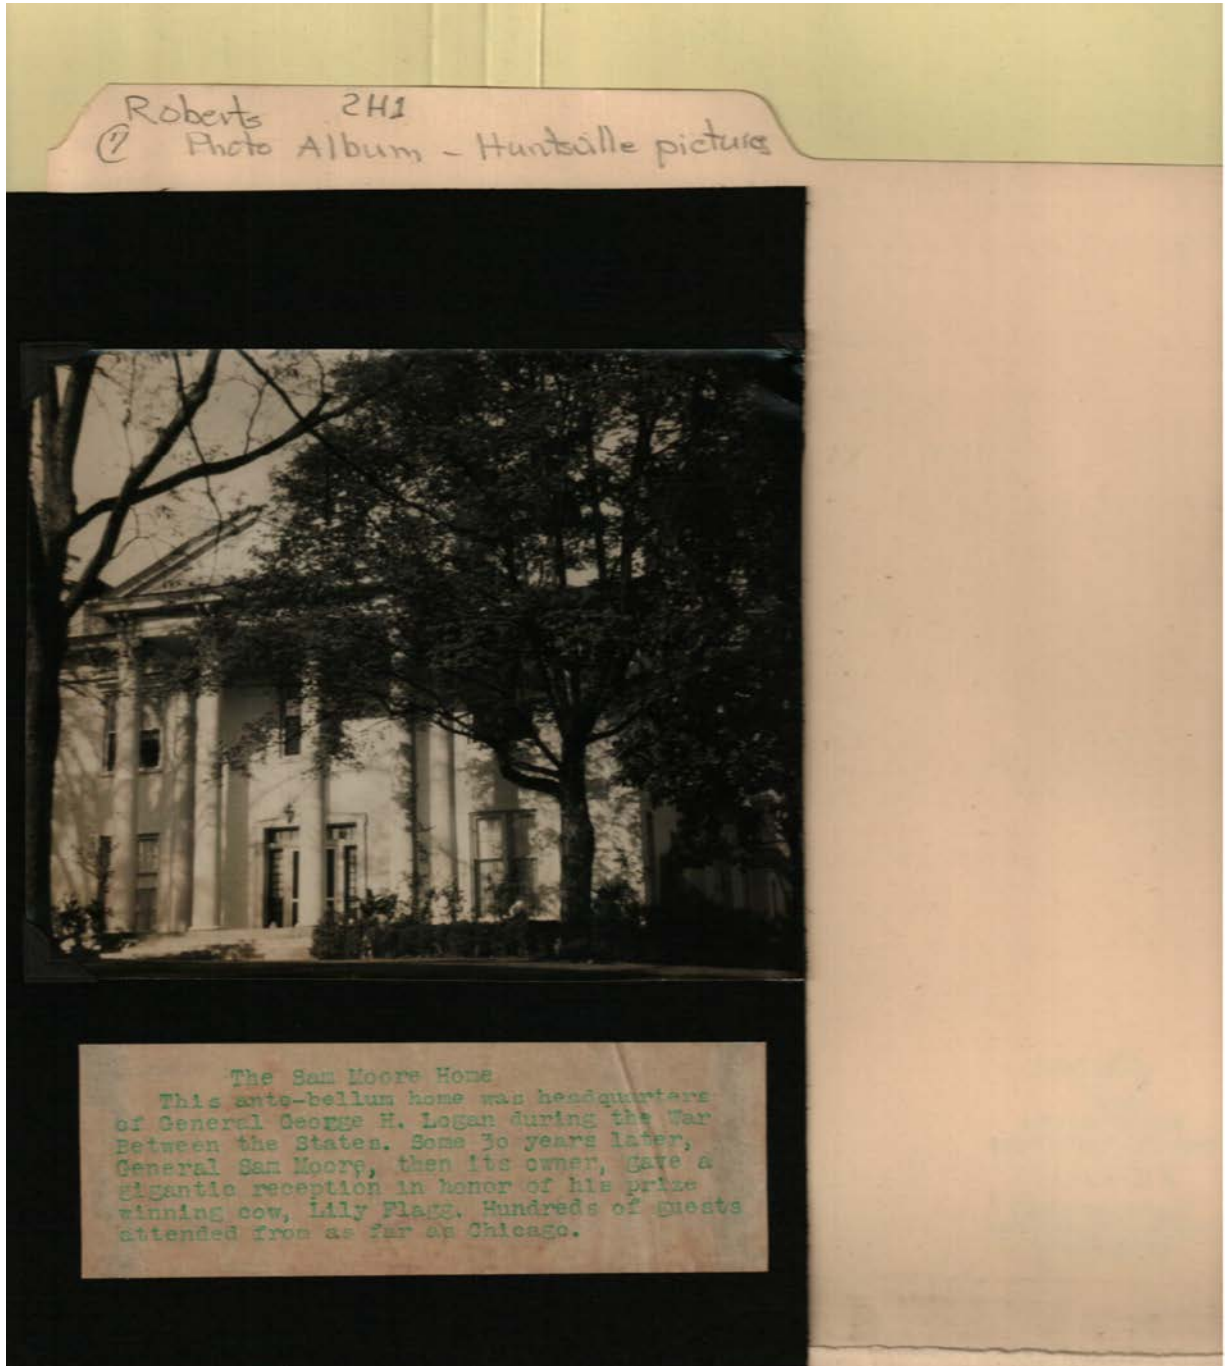 Roberts 2H1
7 Photo Album - Huntsville pictures
The Sam Moore Home
This ante-bellum home was headquarters
of General George H. Logan during the War
Between the States. Some 30 years later,
General Sam Moore, then its owner, gave a
gigantic reception in honor of his prize
winning cow, Lily Flagg. Hundreds of guests
attended from as far as Chicago.